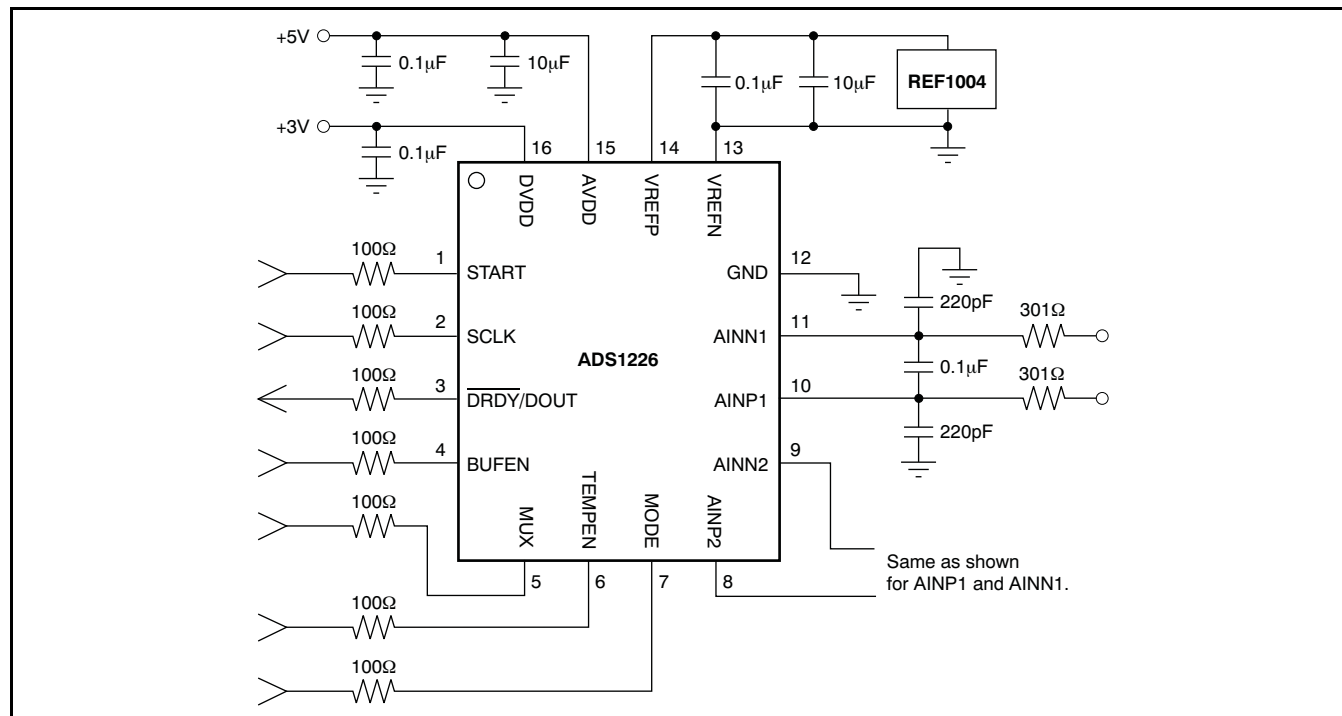 +5V
0.1μF
10μF
0.1μF
10μF
REF1004
+3V
0.1μF
16
15
14
13
DVDD
AVDD
VREFP
VREFN
100Ω
1
START
GND
12
220pF
100Ω
2
SCLK
AINN1
11
301Ω
ADS1226
0.1μF
100Ω
3
DRDY/DOUT
AINP1
10
301Ω
220pF
100Ω
4
BUFEN
AINN2
9
100Ω
MUX
TEMPEN
MODE
AINP2
5
6
7
8
Same as shown
for AINP1 and AINN1.
100Ω
100Ω